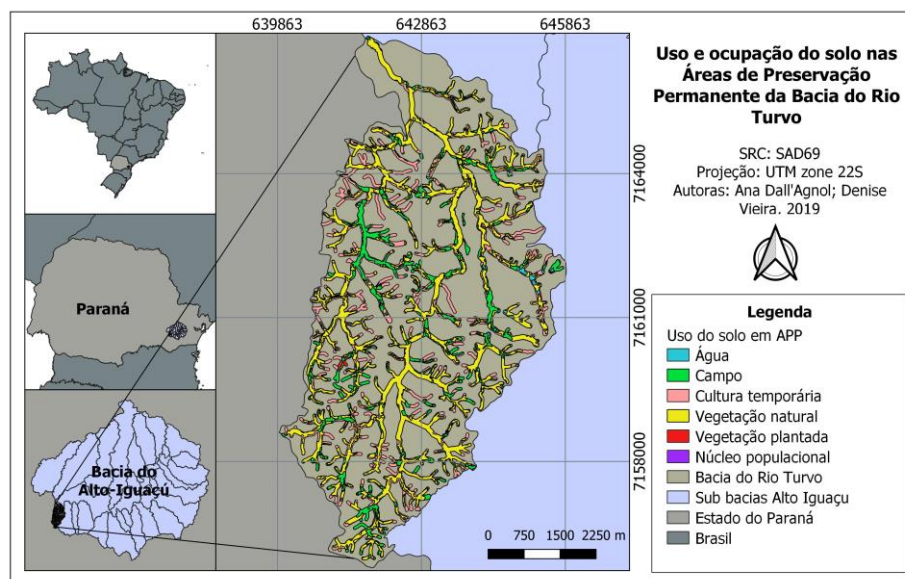 639863 642863 645863
7164000
7161000
7158000
Paraná
Bacia do
Alto-Iguaçú
0 750 1500 2250 m
Uso e ocupação do solo nas
Áreas de Preservação
Permanente da Bacia do Rio
Turvo
SRC: SAD69
Projeção: UTM zone 22S
Autoras: Ana Dall'Agnol; Denise
Vieira. 2019
Legenda
Uso do solo em APP
Água
Campo
Cultura temporária
Vegetação natural
Vegetação plantada
Núcleo populacional
Bacia do Rio Turvo
Sub bacias Alto Iguaçu
Estado do Paraná
Brasil